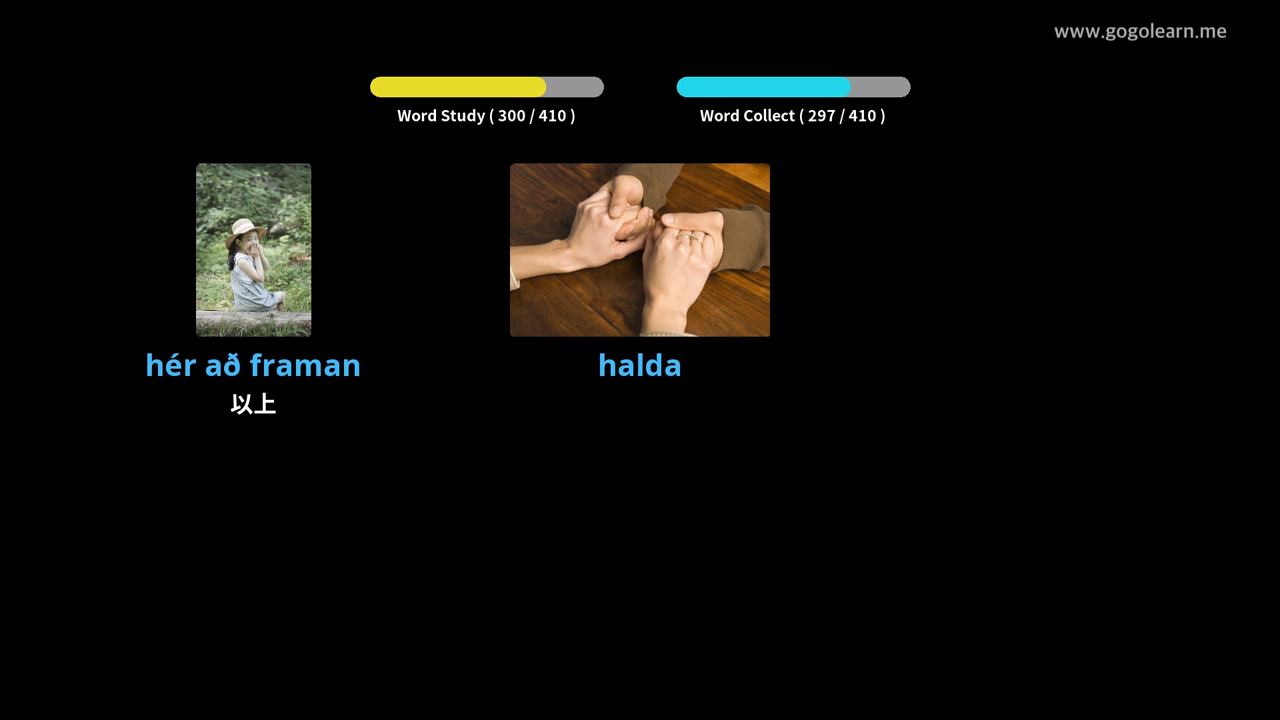 www.gogolearn.me
Word Study ( 300 / 410 )
Word Collect ( 297 / 410 )
hér að framan
以上
halda